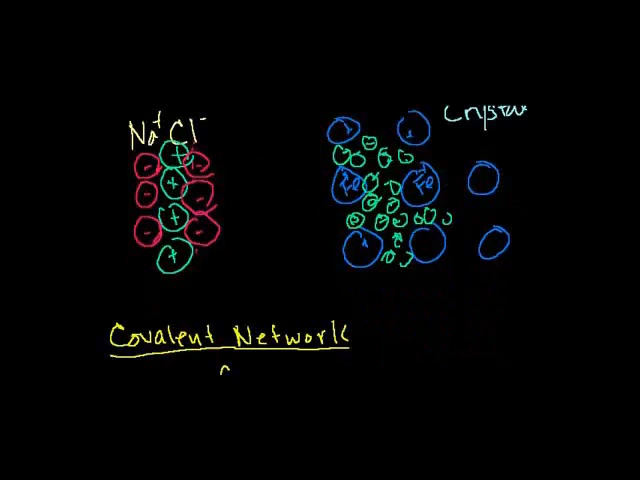 Crystal
Na+ Cl-
- + -
- + -
- + -
+
Fe Fe
Covalent Network